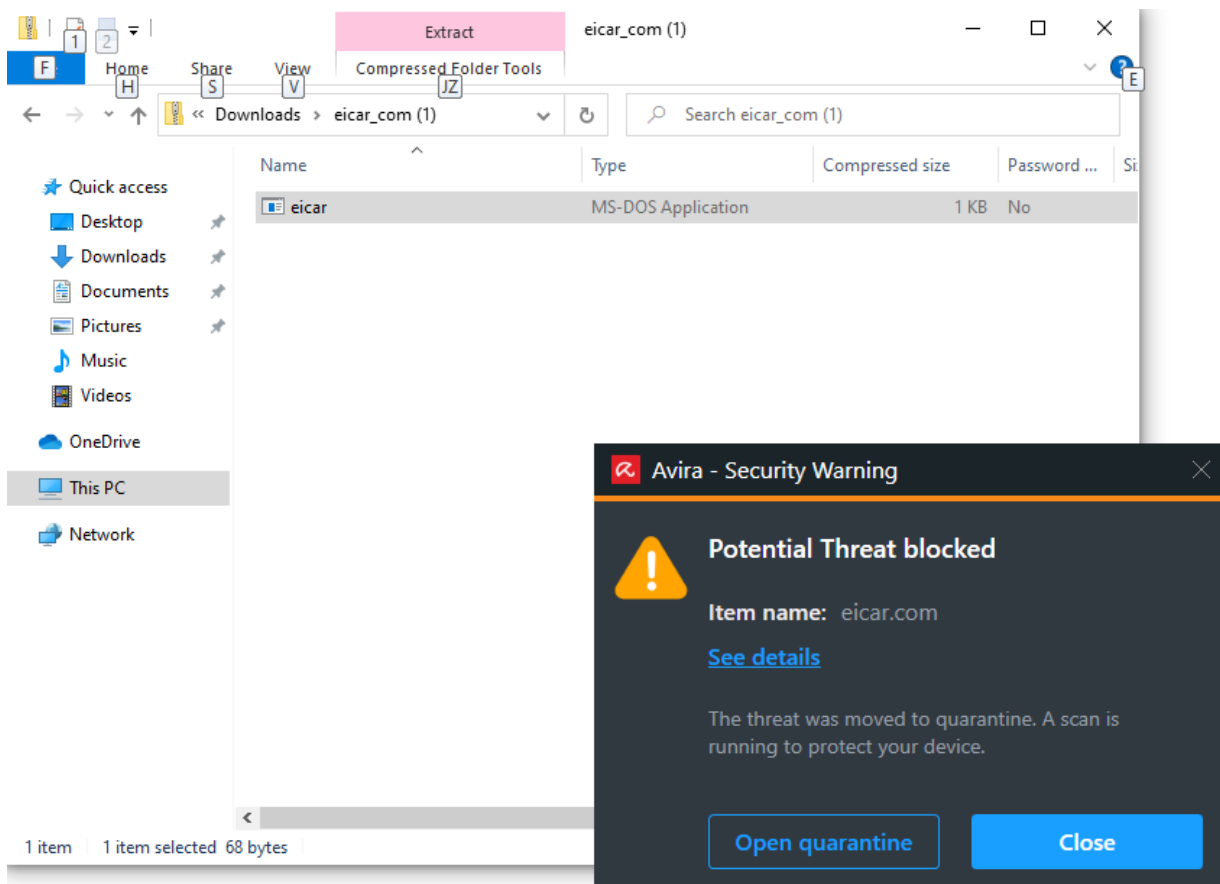 Extract
eicar_com (1)
1
2
F
Home
Share
View
Compressed Folder Tools
H
S
V
JZ
?
E
« Downloads › eicar_com (1)
Search eicar_com (1)
Name
Type
Compressed size
Password ...
Quick access
Desktop
Downloads
Documents
Pictures
Music
Videos
OneDrive
This PC
Network
eicar
MS-DOS Application
1 KB
No
Avira - Security Warning
Potential Threat blocked
Item name: eicar.com
See details
The threat was moved to quarantine. A scan is
running to protect your device.
Open quarantine
Close
1 item
1 item selected 68 bytes